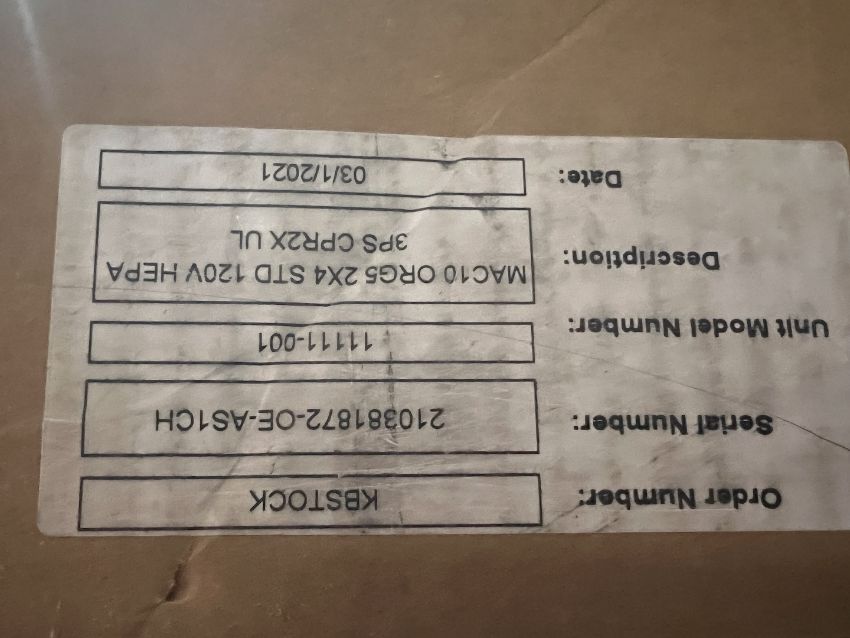 Order Number: KBSTOCK
Serial Number: 210381872-OE-AS1CH
Unit Model Number: 11111-001
Description: MAC10 ORG5 2X4 STD 120V HEPA
3PS CPR2X UL
Date: 03/1/2021